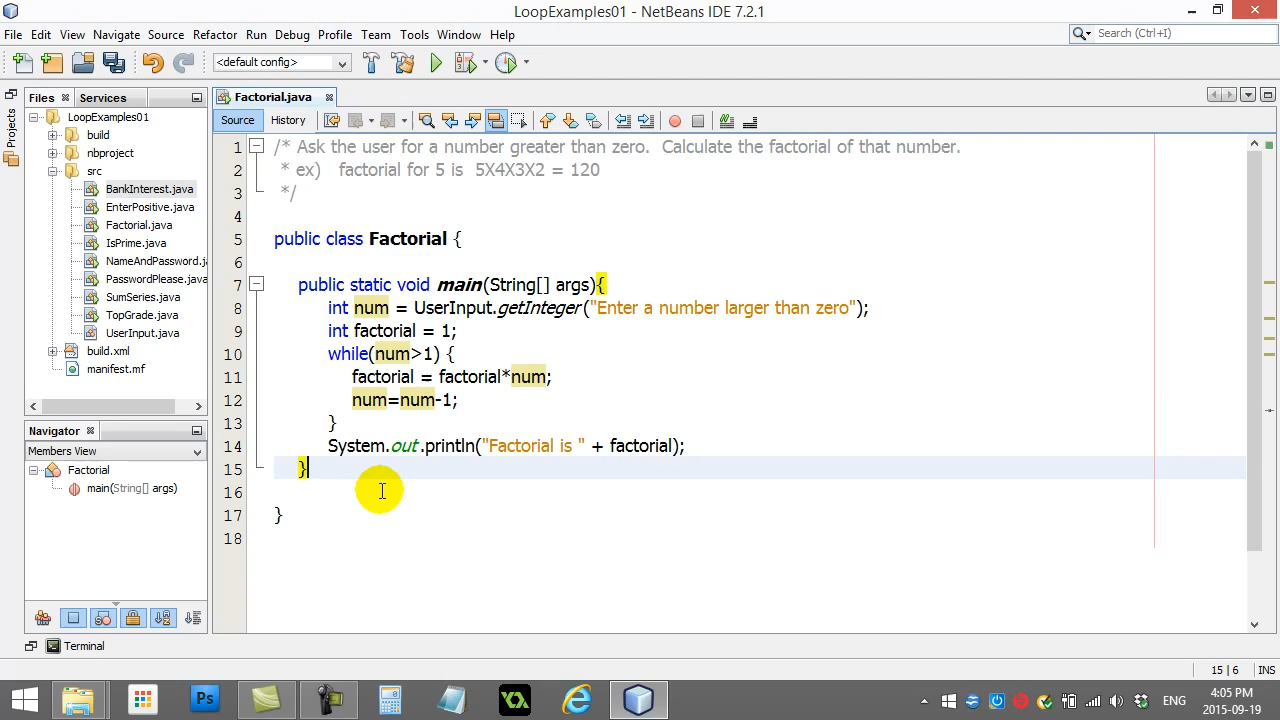 LoopExamples01 - NetBeans IDE 7.2.1
File Edit View Navigate Source Refactor Run Debug Profile Team Tools Window Help
Search (Ctrl+I)
<default config>
Projects
Files
Services
Factorial.java
LoopExamples01
build
nbproject
src
BankInterest.java
EnterPositive.java
Factorial.java
IsPrime.java
NameAndPassword.j
PasswordPlease.java
SumSeries.java
TopGrade.java
UserInput.java
build.xml
manifest.mf
Navigator
Members View
Factorial
main(String[] args)
Source History
1 /* Ask the user for a number greater than zero.  Calculate the factorial of that number.
2 * ex)   factorial for 5 is  5X4X3X2 = 120
3 */
4
5 public class Factorial {
6
7 public static void main(String[] args){
8 int num = UserInput.getInteger("Enter a number larger than zero");
9 int factorial = 1;
10 while(num>1) {
11 factorial = factorial*num;
12 num=num-1;
13 }
14 System.out.println("Factorial is " + factorial);
15 }
16
17 }
18
Terminal
15 | 6 INS
Ps
ENG
4:05 PM
2015-09-19